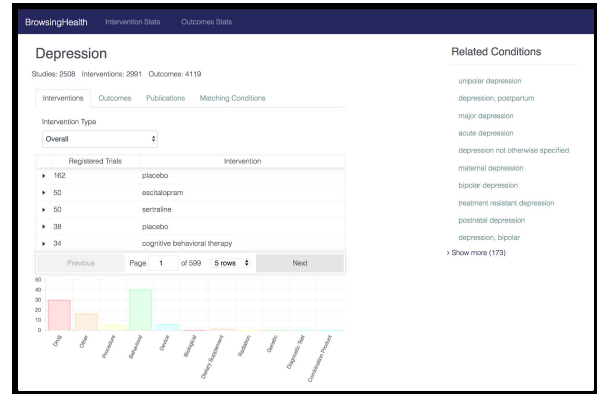 BrowsingHealth Intervention Stats Outcomes Stats
Depression
Studies: 2508 Interventions: 2991 Outcomes: 4119
Interventions Outcomes Publications Matching Conditions
Intervention Type
Overall
Registered Trials Intervention
162 placebo
50 escitalopram
50 sertraline
38 placebo
34 cognitive behavioral therapy
Previous Page 1 of 599 5 rows Next
50
40
30
20
10
0
Drug
Other
Procedure
Behavioral
Device
Biological
Dietary Supplement
Radiation
Genetic
Diagnostic Test
Combination Product
Related Conditions
unipolar depression
depression, postpartum
major depression
acute depression
depression not otherwise specified
maternal depression
bipolar depression
treatment resistant depression
postnatal depression
depression, bipolar
› Show more (173)